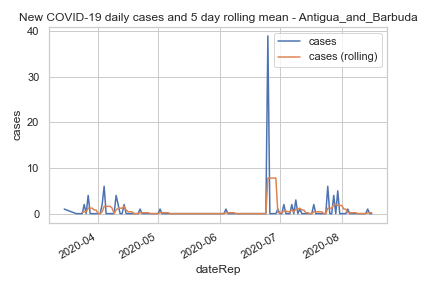 New COVID-19 daily cases and 5 day rolling mean - Antigua_and_Barbuda
cases
cases (rolling)
40
30
20
10
0
cases
2020-04
2020-05
2020-06
2020-07
2020-08
dateRep